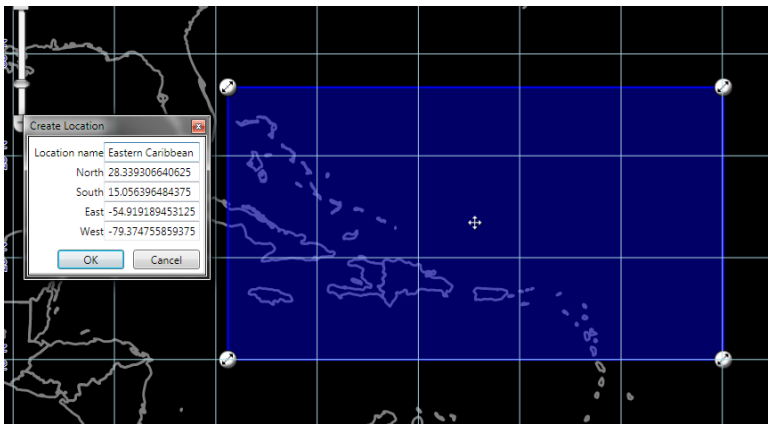 Create Location
Location name Eastern Caribbean
North 28.339306640625
South 15.056396484375
East -54.919189453125
West -79.374755859375
OK Cancel